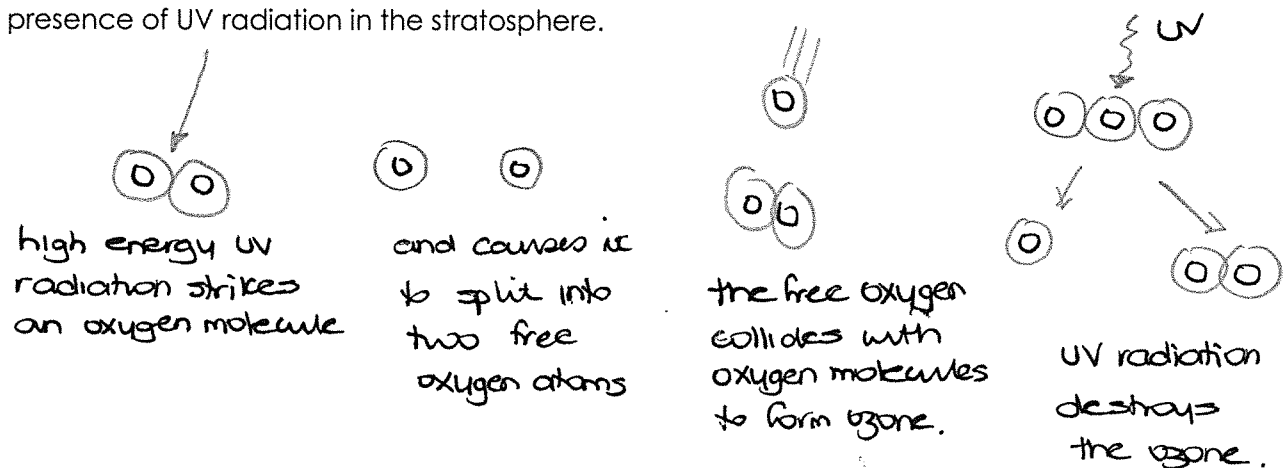 presence of UV radiation in the stratosphere.
UV
O O O
O O
O
O
O
O O
O
O O
high energy UV
radiation strikes
an oxygen molecule
and causes it
to split into
two free
oxygen atoms
the free oxygen
collides with
oxygen molecules
to form ozone.
UV radiation
destroys
the ozone.